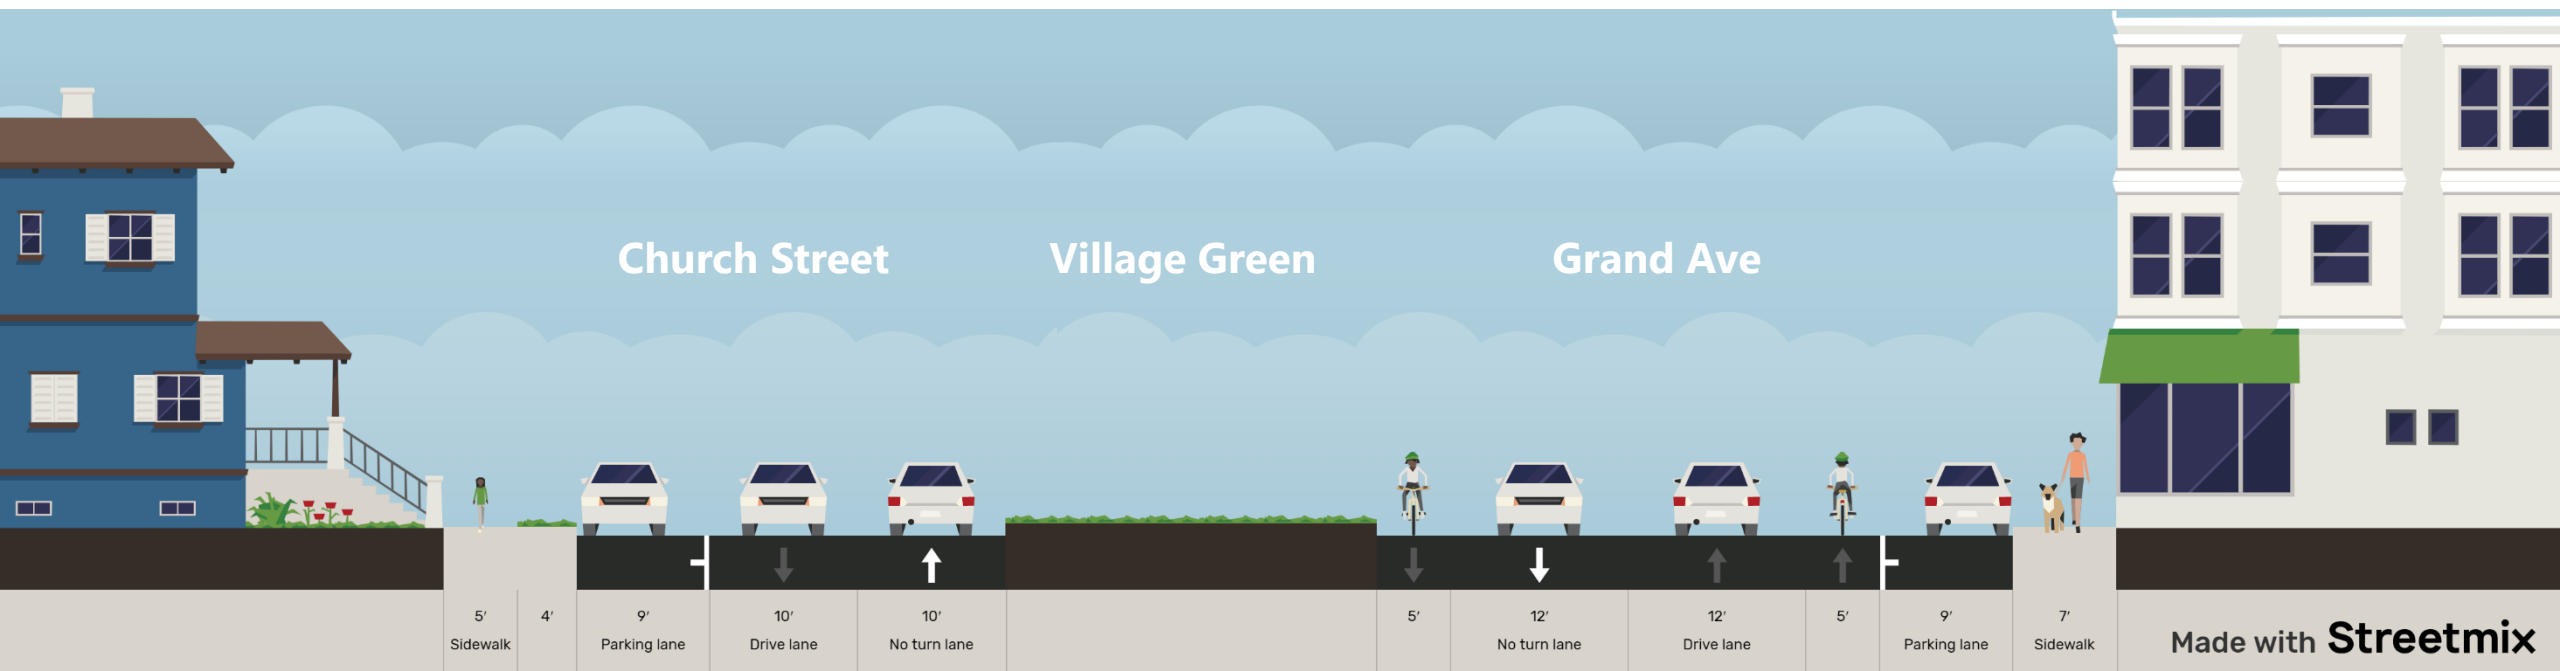 Church Street
Village Green
Grand Ave
5′
Sidewalk
4′
9′
Parking lane
10′
Drive lane
10′
No turn lane
5′
12′
No turn lane
12′
Drive lane
5′
9′
Parking lane
7′
Sidewalk
Made with Streetmix